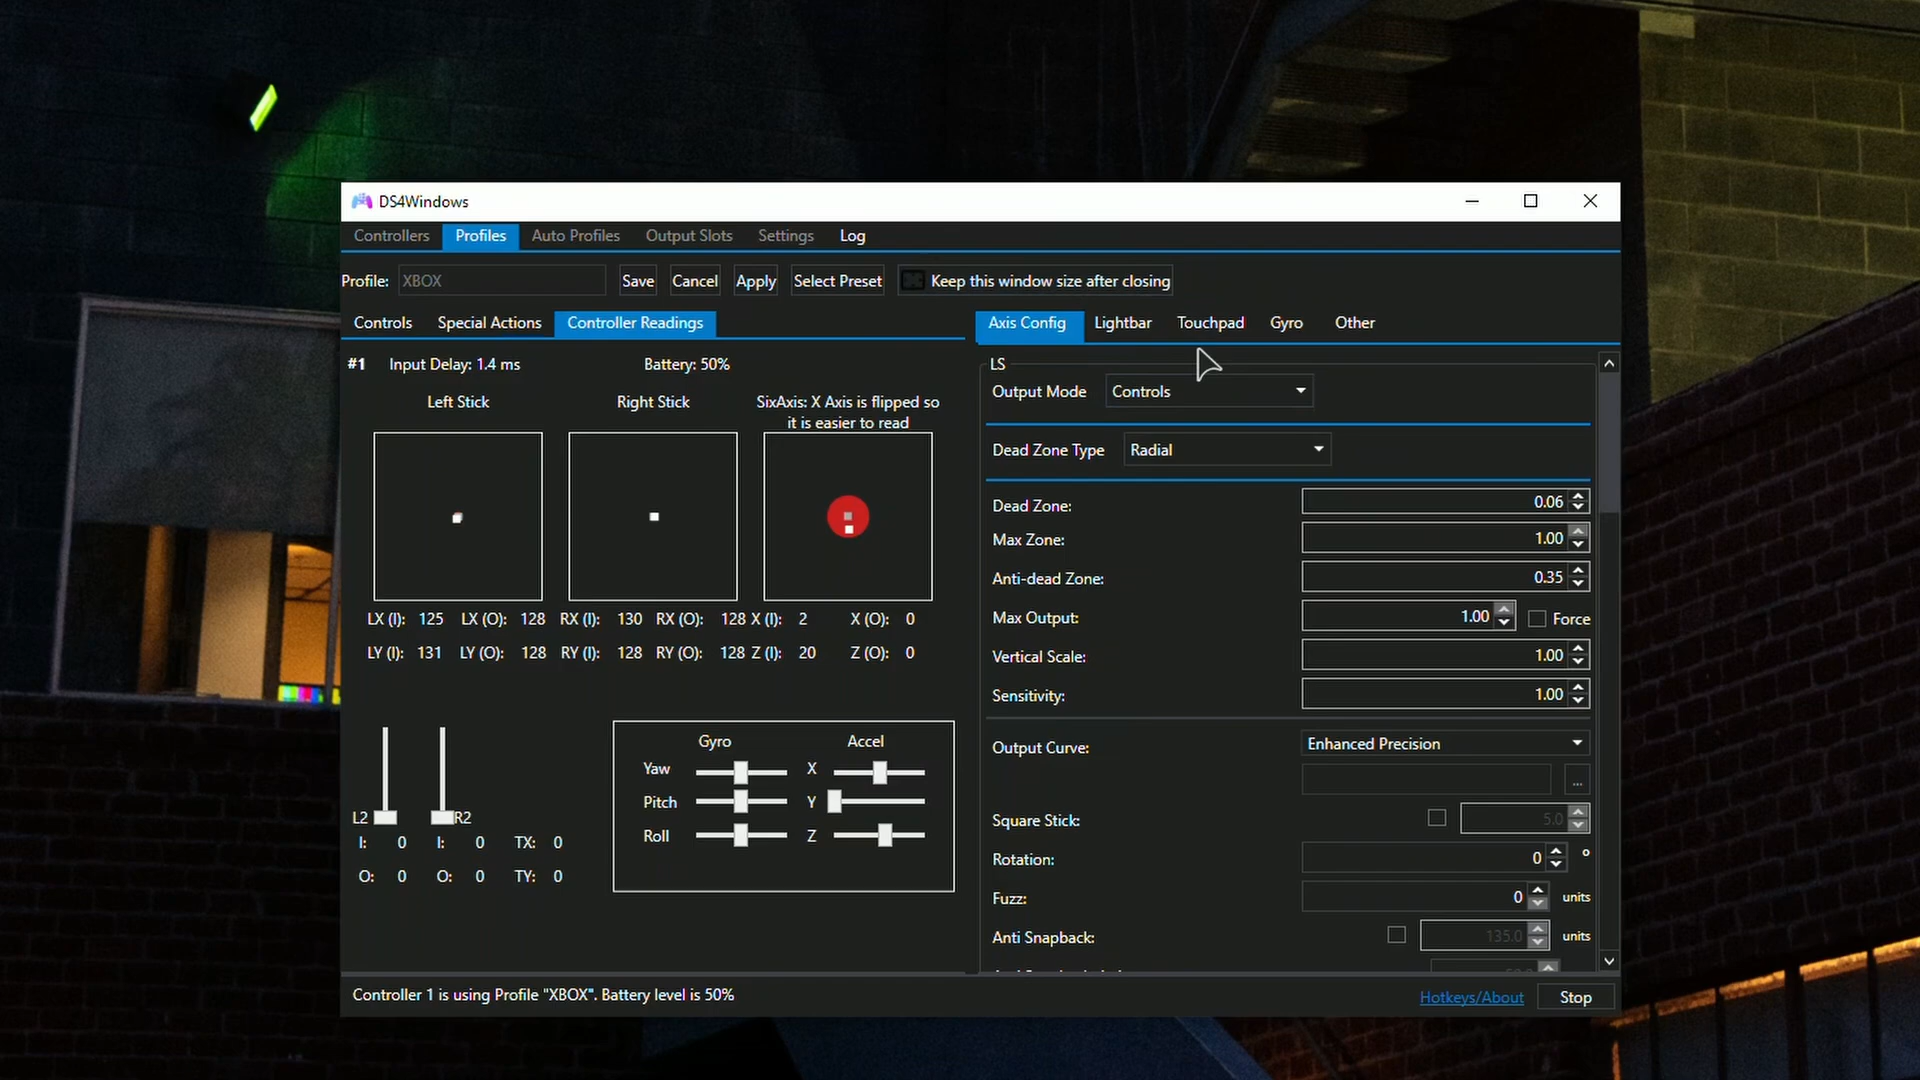 DS4Windows
Controllers Profiles Auto Profiles Output Slots Settings Log
Profile: XBOX Save Cancel Apply Select Preset Keep this window size after closing
Controls Special Actions Controller Readings
#1 Input Delay: 1.4 ms Battery: 50%
Left Stick Right Stick SixAxis: X Axis is flipped so
it is easier to read
LX (I): 125 LX (O): 128 RX (I): 130 RX (O): 128 X (I): 2 X (O): 0
LY (I): 131 LY (O): 128 RY (I): 128 RY (O): 128 Z (I): 20 Z (O): 0
L2 R2
I: 0 I: 0 TX: 0
O: 0 O: 0 TY: 0
Gyro Accel
Yaw X
Pitch Y
Roll Z
Axis Config Lightbar Touchpad Gyro Other
LS
Output Mode Controls
Dead Zone Type Radial
Dead Zone: 0.06
Max Zone: 1.00
Anti-dead Zone: 0.35
Max Output: 1.00 Force
Vertical Scale: 1.00
Sensitivity: 1.00
Output Curve: Enhanced Precision
...
Square Stick: 5.0
Rotation: 0 °
Fuzz: 0 units
Anti Snapback: 135.0 units
Controller 1 is using Profile "XBOX". Battery level is 50%
Hotkeys/About Stop